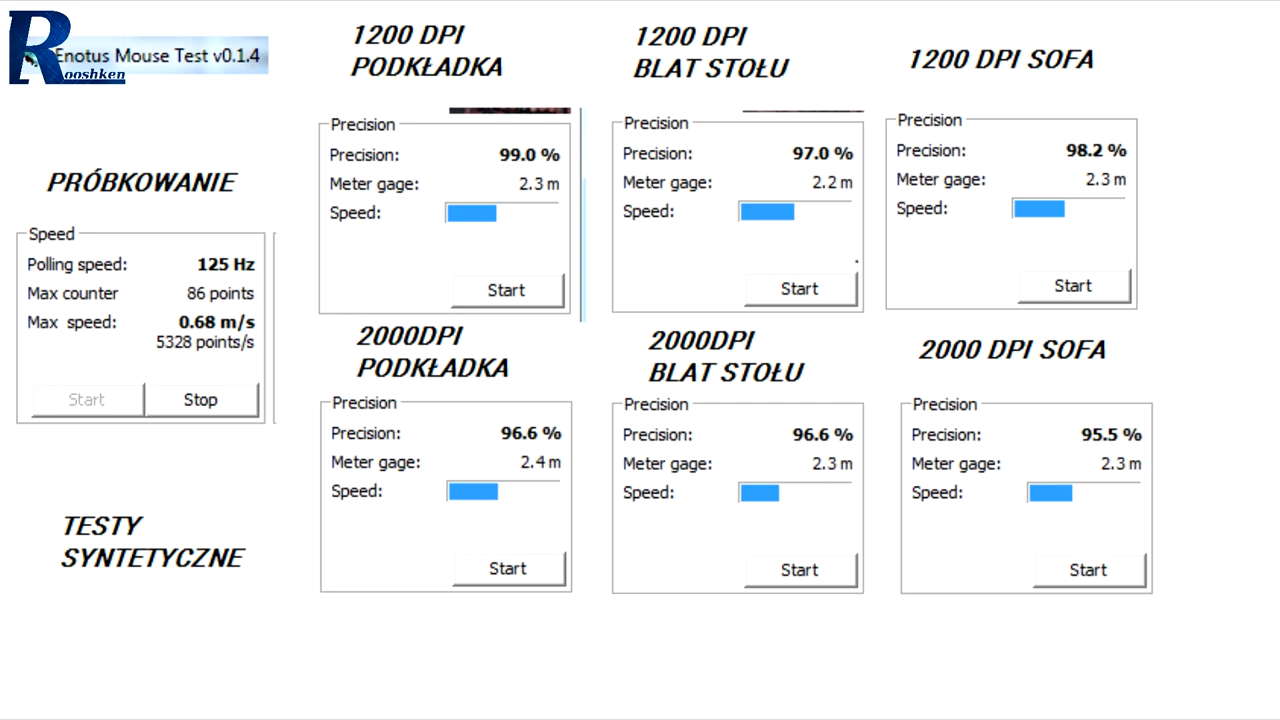 Rooshken
Enotus Mouse Test v0.1.4
PRÓBKOWANIE
Speed
Polling speed: 125 Hz
Max counter 86 points
Max speed: 0.68 m/s
5328 points/s
Start Stop
TESTY
SYNTETYCZNE
1200 DPI
PODKŁADKA
Precision
Precision: 99.0 %
Meter gage: 2.3 m
Speed:
Start
1200 DPI
BLAT STOŁU
Precision
Precision: 97.0 %
Meter gage: 2.2 m
Speed:
Start
1200 DPI SOFA
Precision
Precision: 98.2 %
Meter gage: 2.3 m
Speed:
Start
2000DPI
PODKŁADKA
Precision
Precision: 96.6 %
Meter gage: 2.4 m
Speed:
Start
2000DPI
BLAT STOŁU
Precision
Precision: 96.6 %
Meter gage: 2.3 m
Speed:
Start
2000 DPI SOFA
Precision
Precision: 95.5 %
Meter gage: 2.3 m
Speed:
Start